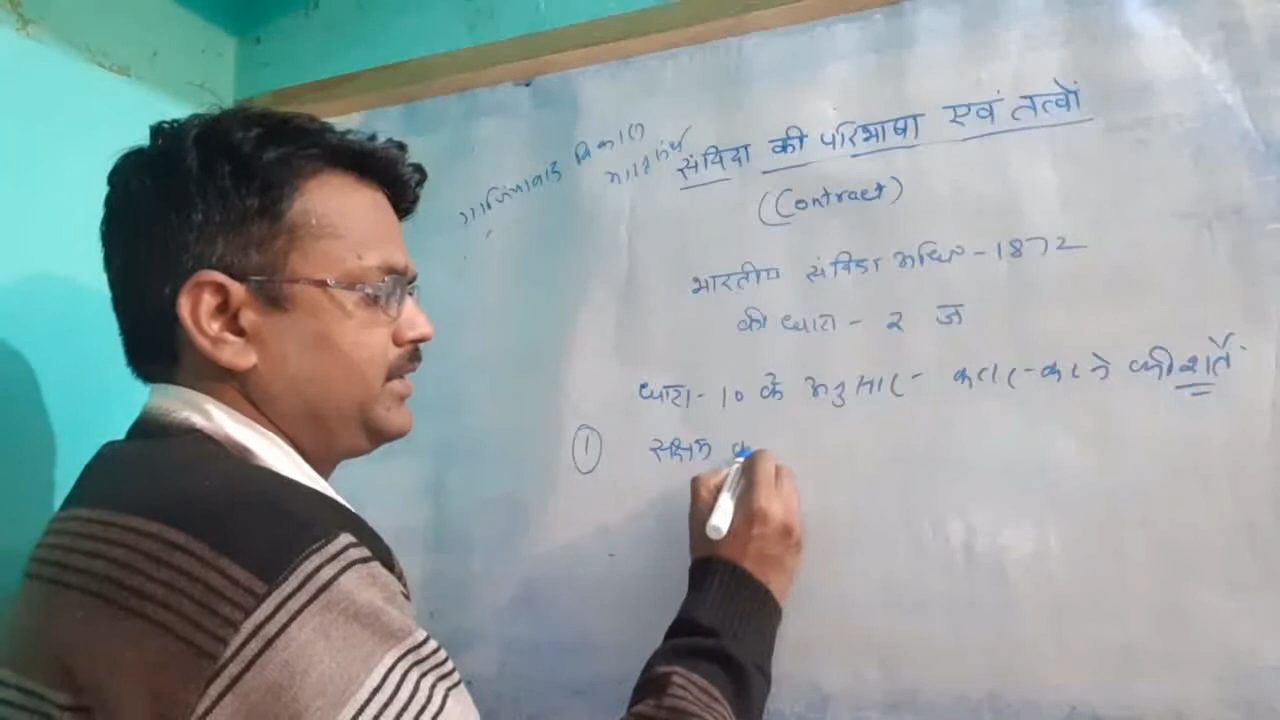 संविदा की परिभाषा एवं तत्वों
(Contract)
भारतीय संविदा अधि० - 1872
की धारा - 2 ज
धारा - 10 के अनुसार - करार - करने की शर्तें
① सक्षम